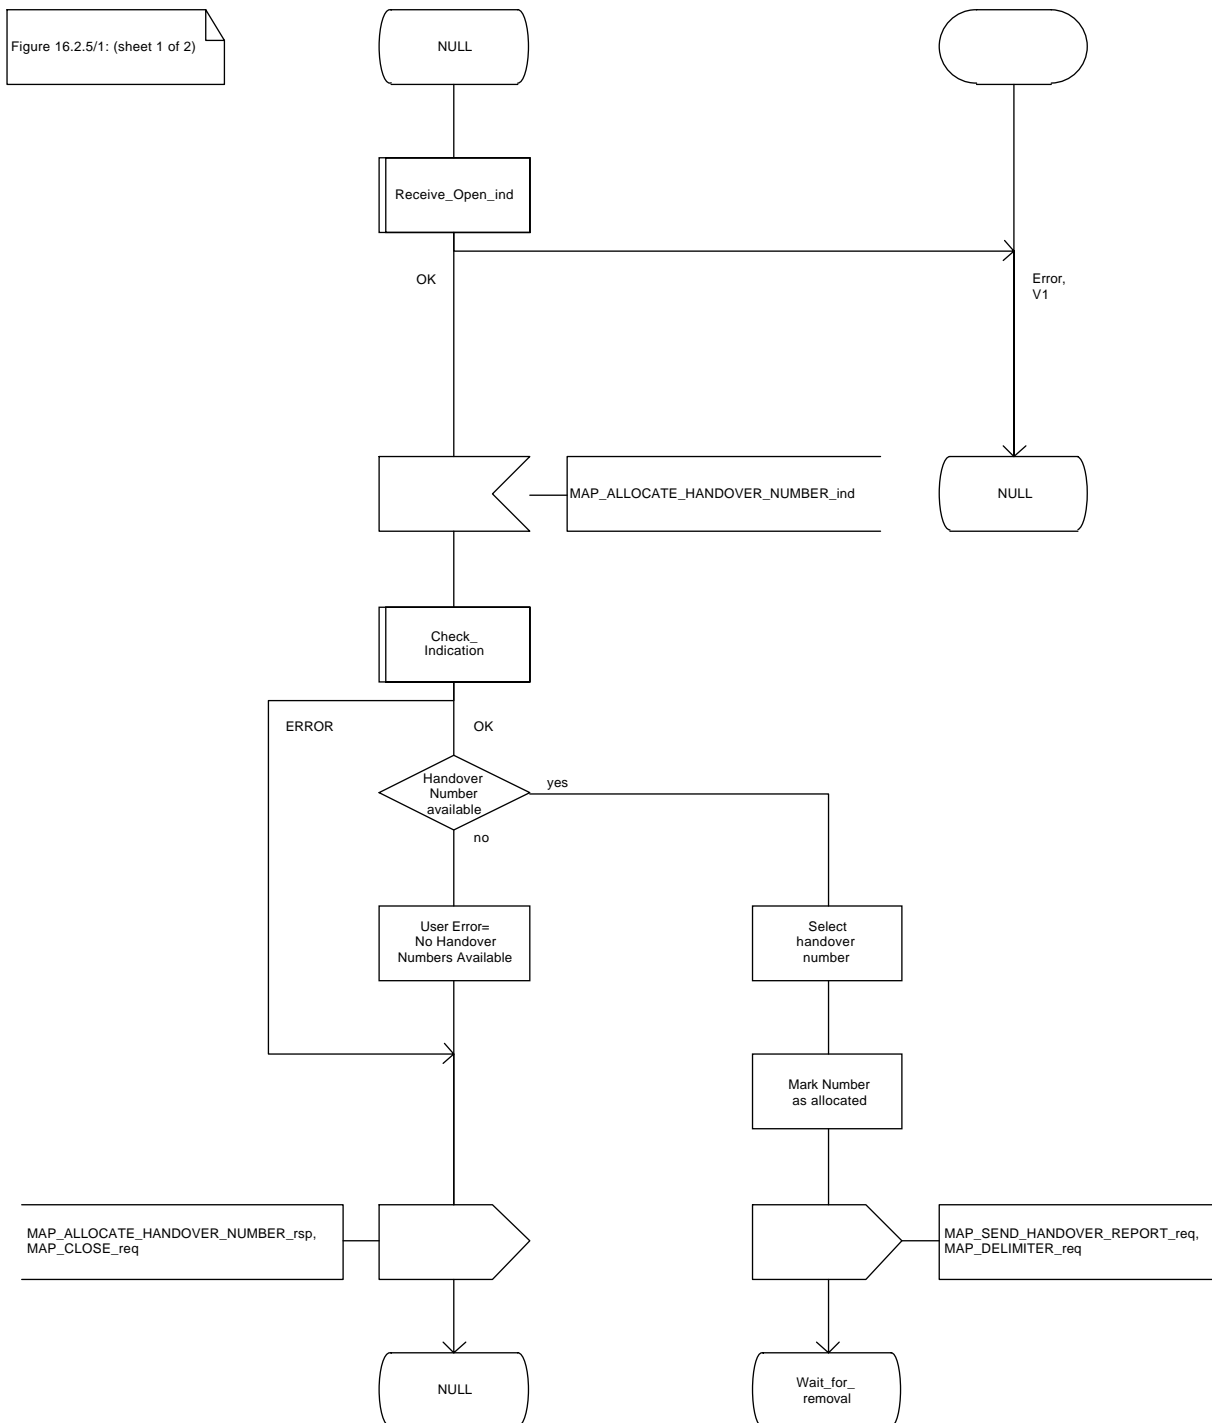 Figure 16.2.5/1: (sheet 1 of 2)
NULL
Receive_Open_ind
OK
Error,
V1
MAP_ALLOCATE_HANDOVER_NUMBER_ind
NULL
Check_
Indication
ERROR
OK
Handover
Number
available
yes
no
User Error=
No Handover
Numbers Available
Select
handover
number
Mark Number
as allocated
MAP_ALLOCATE_HANDOVER_NUMBER_rsp,
MAP_CLOSE_req
MAP_SEND_HANDOVER_REPORT_req,
MAP_DELIMITER_req
NULL
Wait_for_
removal